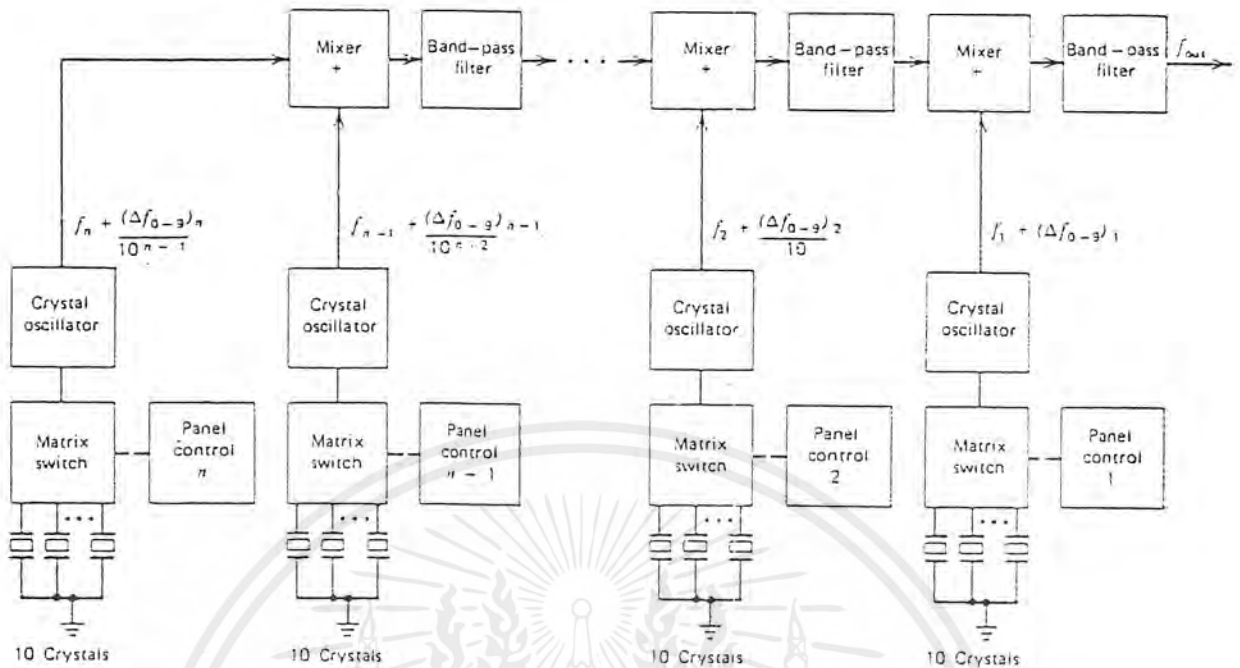 Mixer
+
Band-pass
filter
. . .
Mixer
+
Band-pass
filter
Mixer
+
Band-pass
filter
f_out
f_n + (Δf_0-9)_n / 10^n-1
f_n-1 + (Δf_0-9)_n-1 / 10^n-2
f_2 + (Δf_0-9)_2 / 10
f_1 + (Δf_0-9)_1
Crystal
oscillator
Crystal
oscillator
Crystal
oscillator
Crystal
oscillator
Matrix
switch
Panel
control
n
Matrix
switch
Panel
control
n - 1
Matrix
switch
Panel
control
2
Matrix
switch
Panel
control
1
10 Crystals
10 Crystals
10 Crystals
10 Crystals